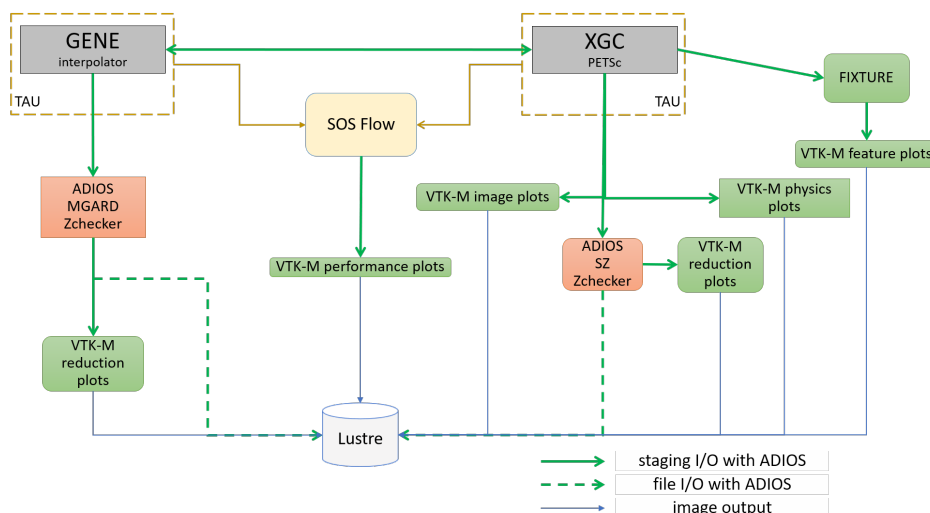 GENE
interpolator
TAU
XGC
PETSc
TAU
FIXTURE
SOS Flow
VTK-M feature plots
ADIOS
MGARD
Zchecker
VTK-M image plots
VTK-M physics
plots
VTK-M performance plots
ADIOS
SZ
Zchecker
VTK-M
reduction
plots
VTK-M
reduction
plots
Lustre
staging I/O with ADIOS
file I/O with ADIOS
image output